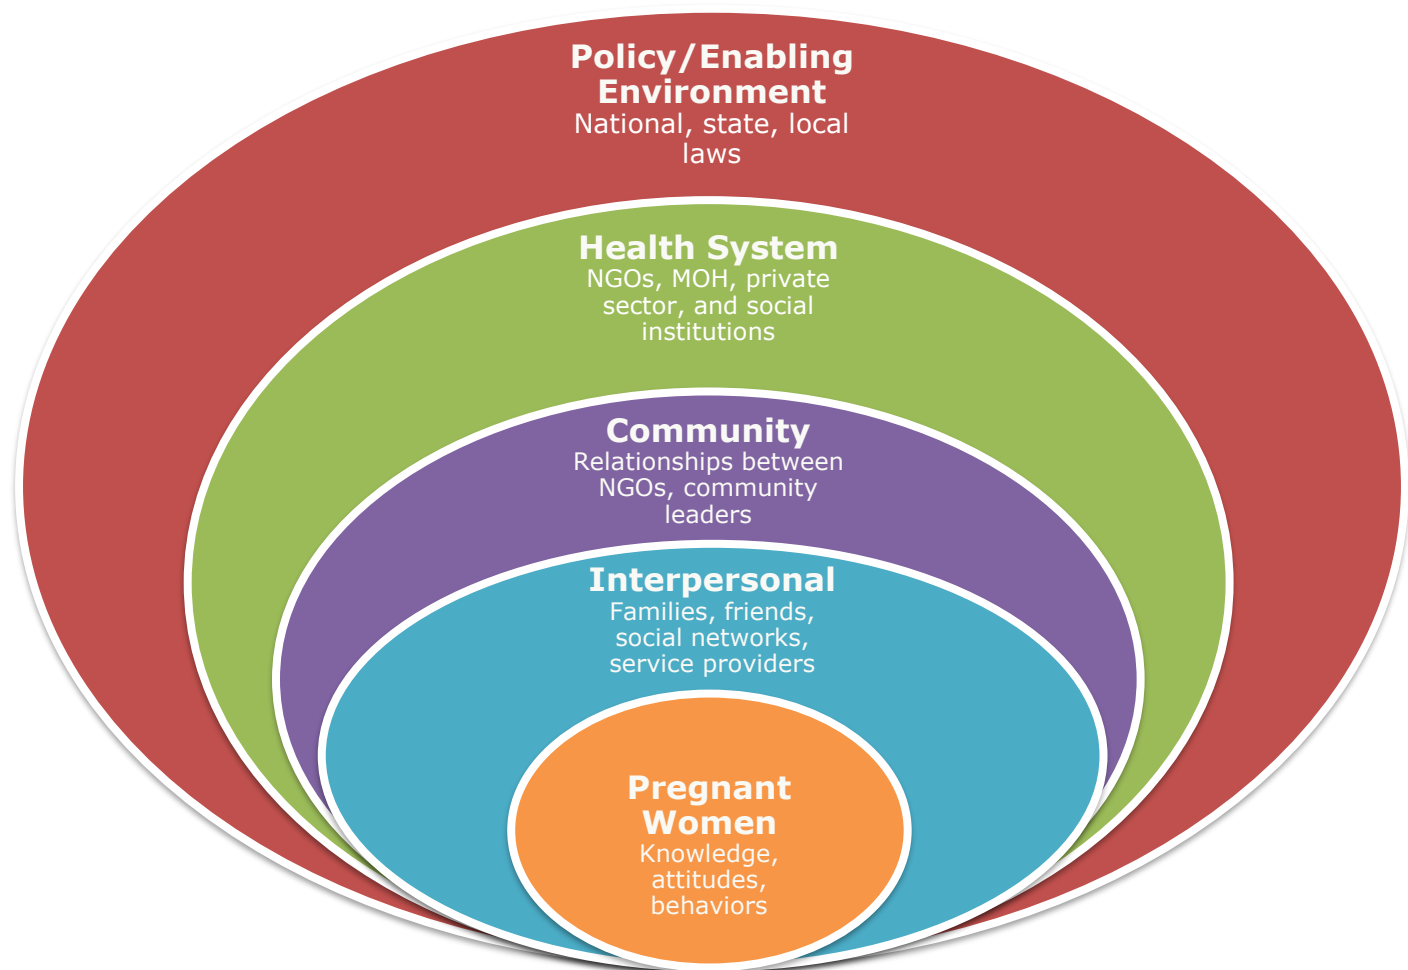 Policy/Enabling
Environment
National, state, local
laws
Health System
NGOs, MOH, private
sector, and social
institutions
Community
Relationships between
NGOs, community
leaders
Interpersonal
Families, friends,
social networks,
service providers
Pregnant
Women
Knowledge,
attitudes,
behaviors